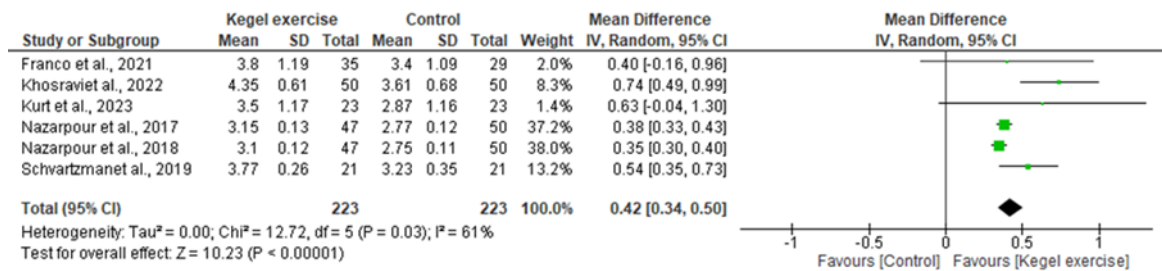 Kegel exercise Control Mean Difference Mean Difference
Study or Subgroup Mean SD Total Mean SD Total Weight IV, Random, 95% CI IV, Random, 95% CI
Franco et al., 2021 3.8 1.19 35 3.4 1.09 29 2.0% 0.40 [-0.16, 0.96]
Khosraviet al., 2022 4.35 0.61 50 3.61 0.68 50 8.3% 0.74 [0.49, 0.99]
Kurt et al., 2023 3.5 1.17 23 2.87 1.16 23 1.4% 0.63 [-0.04, 1.30]
Nazarpour et al., 2017 3.15 0.13 47 2.77 0.12 50 37.2% 0.38 [0.33, 0.43]
Nazarpour et al., 2018 3.1 0.12 47 2.75 0.11 50 38.0% 0.35 [0.30, 0.40]
Schvartzmanet al., 2019 3.77 0.26 21 3.23 0.35 21 13.2% 0.54 [0.35, 0.73]
Total (95% CI) 223 223 100.0% 0.42 [0.34, 0.50]
Heterogeneity: Tau² = 0.00; Chi² = 12.72, df = 5 (P = 0.03); I² = 61%
Test for overall effect: Z = 10.23 (P < 0.00001)
-1 -0.5 0 0.5 1
Favours [Control] Favours [Kegel exercise]